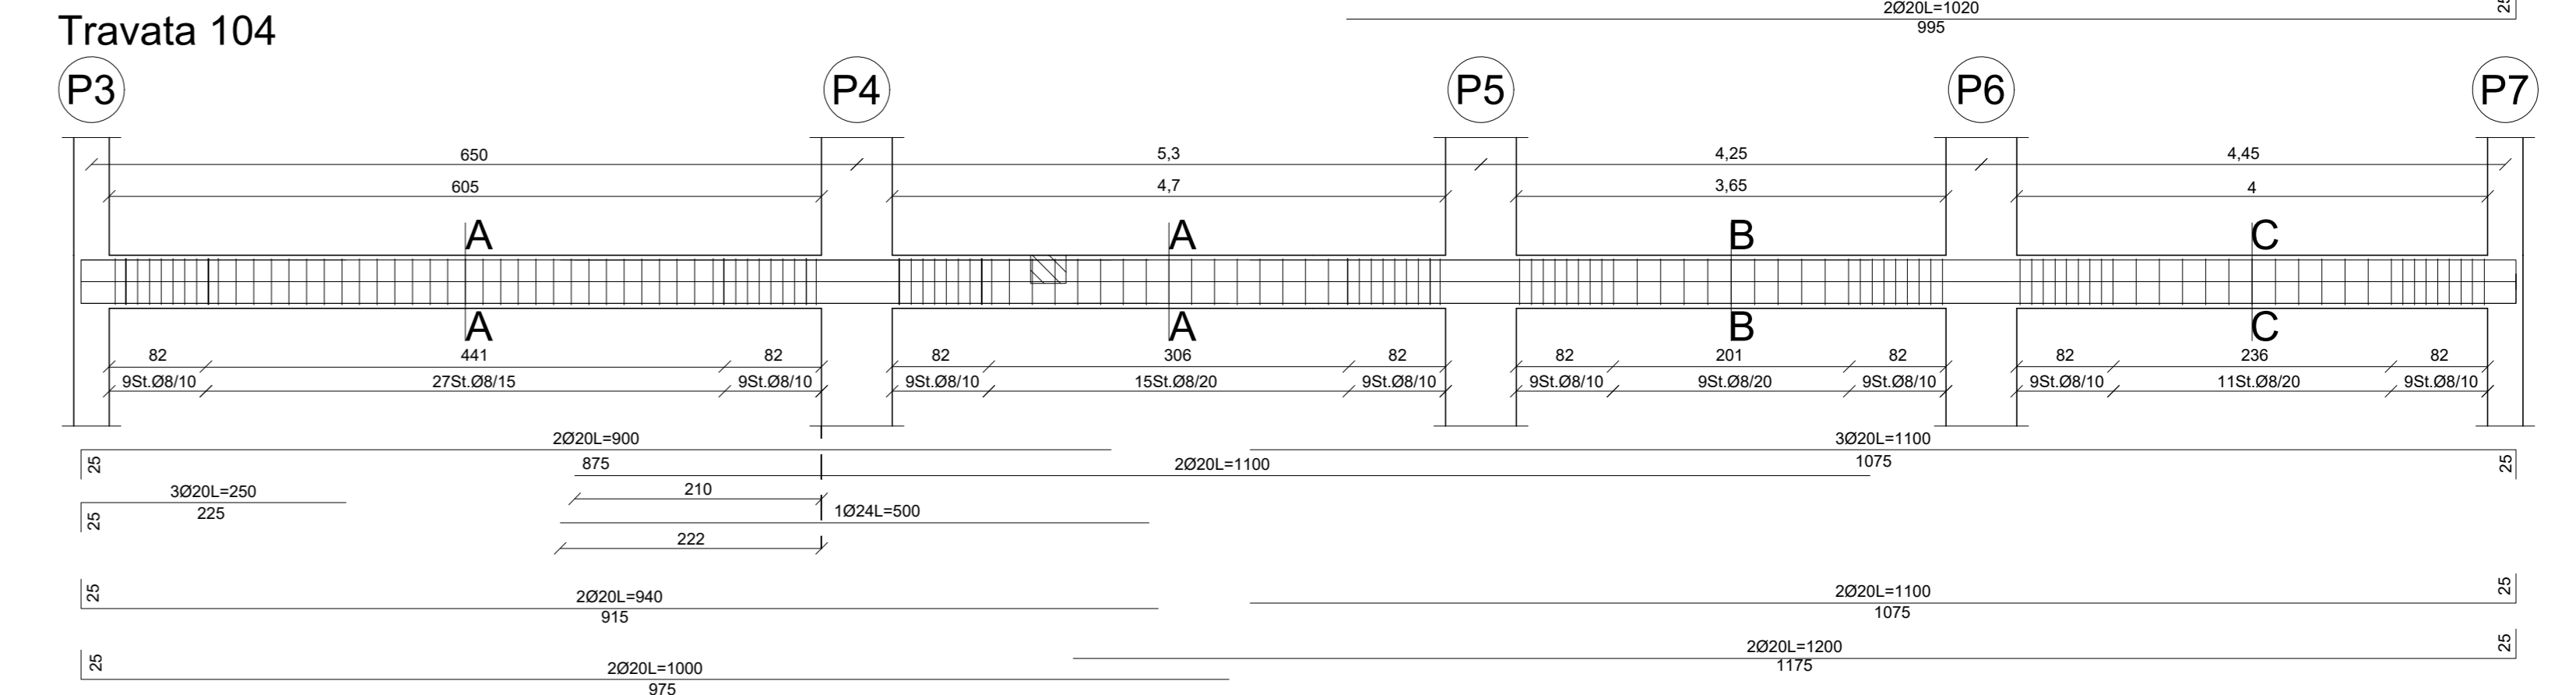 2Ø20L=1020
25
995
Travata 104
P3 P4 P5 P6 P7
650 5,3 4,25 4,45
605 4,7 3,65 4
A A B C
A A B C
82 441 82 82 306 82 82 201 82 82 236 82
9St.Ø8/10 27St.Ø8/15 9St.Ø8/10 9St.Ø8/10 15St.Ø8/20 9St.Ø8/10 9St.Ø8/10 9St.Ø8/20 9St.Ø8/10 9St.Ø8/10 11St.Ø8/20 9St.Ø8/10
2Ø20L=900 3Ø20L=1100
25 875 2Ø20L=1100 1075 25
3Ø20L=250 210
25 225 1Ø24L=500
222
25 2Ø20L=940 2Ø20L=1100 25
915 1075
2Ø20L=1200 25
25 2Ø20L=1000 1175
975